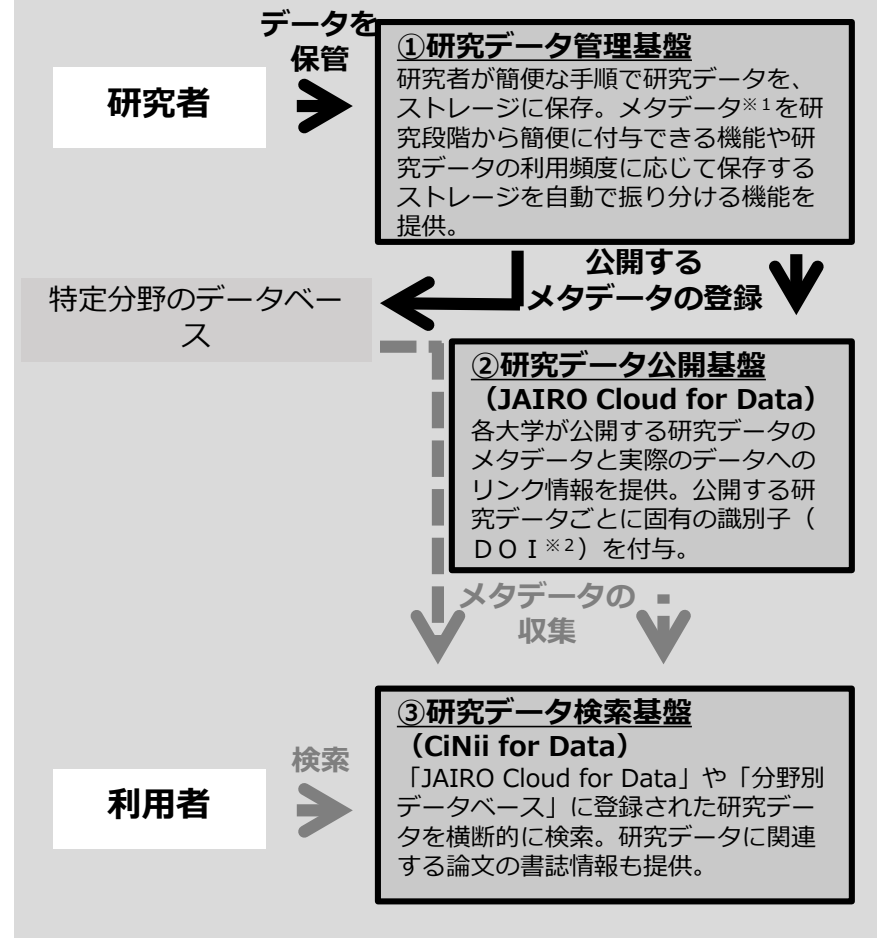 データを
保管
研究者
①研究データ管理基盤
研究者が簡便な手順で研究データを、
ストレージに保存。メタデータ※1を研
究段階から簡便に付与できる機能や研
究データの利用頻度に応じて保存する
ストレージを自動で振り分ける機能を
提供。
公開する
メタデータの登録
特定分野のデータベー
ス
②研究データ公開基盤
（JAIRO Cloud for Data）
各大学が公開する研究データの
メタデータと実際のデータへの
リンク情報を提供。公開する研
究データごとに固有の識別子（
ＤＯＩ※2）を付与。
メタデータの
収集
③研究データ検索基盤
（CiNii for Data）
「JAIRO Cloud for Data」や「分野別
データベース」に登録された研究デー
タを横断的に検索。研究データに関連
する論文の書誌情報も提供。
検索
利用者